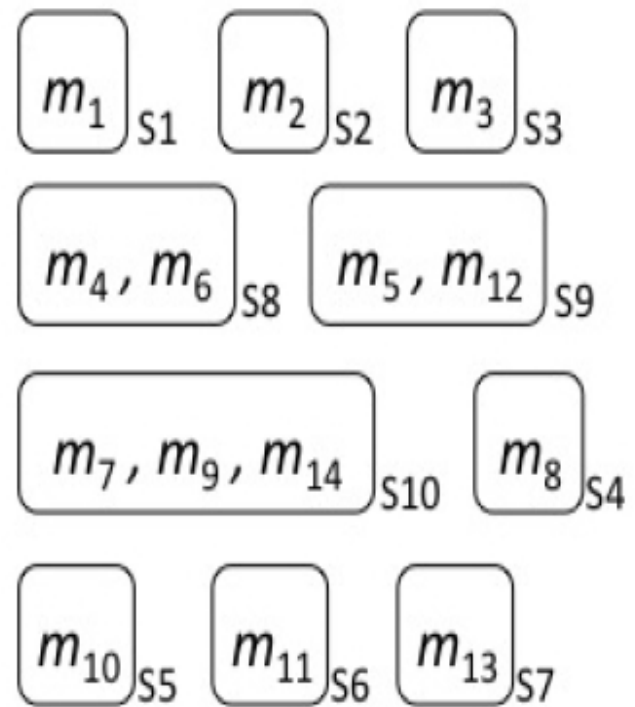 m₁ S1 m₂ S2 m₃ S3
m₄, m₆ S8 m₅, m₁₂ S9
m₇, m₉, m₁₄ S10 m₈ S4
m₁₀ S5 m₁₁ S6 m₁₃ S7